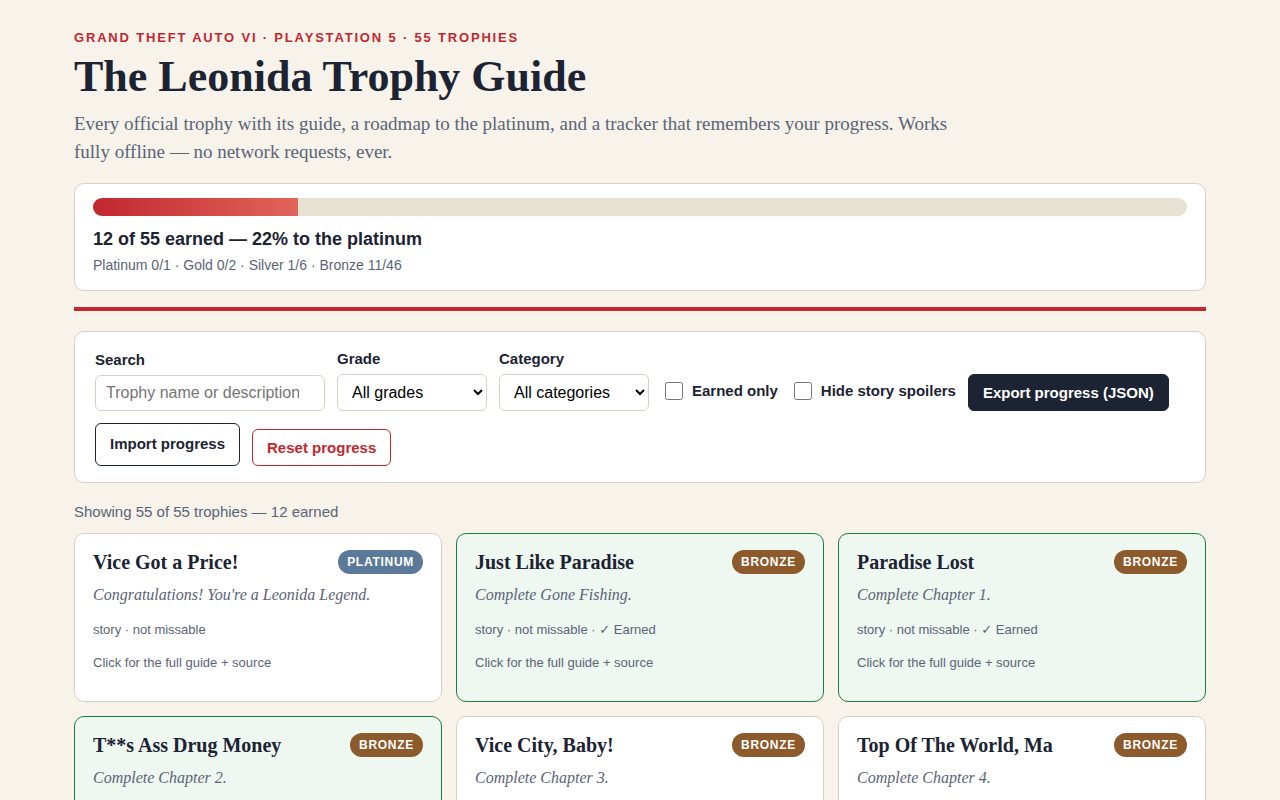 GRAND THEFT AUTO VI · PLAYSTATION 5 · 55 TROPHIES
The Leonida Trophy Guide
Every official trophy with its guide, a roadmap to the platinum, and a tracker that remembers your progress. Works
fully offline — no network requests, ever.
12 of 55 earned — 22% to the platinum
Platinum 0/1 · Gold 0/2 · Silver 1/6 · Bronze 11/46
Search
Grade
Category
Trophy name or description
All grades
All categories
Earned only
Hide story spoilers
Export progress (JSON)
Import progress
Reset progress
Showing 55 of 55 trophies — 12 earned
Vice Got a Price!
PLATINUM
Congratulations! You're a Leonida Legend.
story · not missable
Click for the full guide + source
Just Like Paradise
BRONZE
Complete Gone Fishing.
story · not missable · ✓ Earned
Click for the full guide + source
Paradise Lost
BRONZE
Complete Chapter 1.
story · not missable · ✓ Earned
Click for the full guide + source
T**s Ass Drug Money
BRONZE
Complete Chapter 2.
Vice City, Baby!
BRONZE
Complete Chapter 3.
Top Of The World, Ma
BRONZE
Complete Chapter 4.